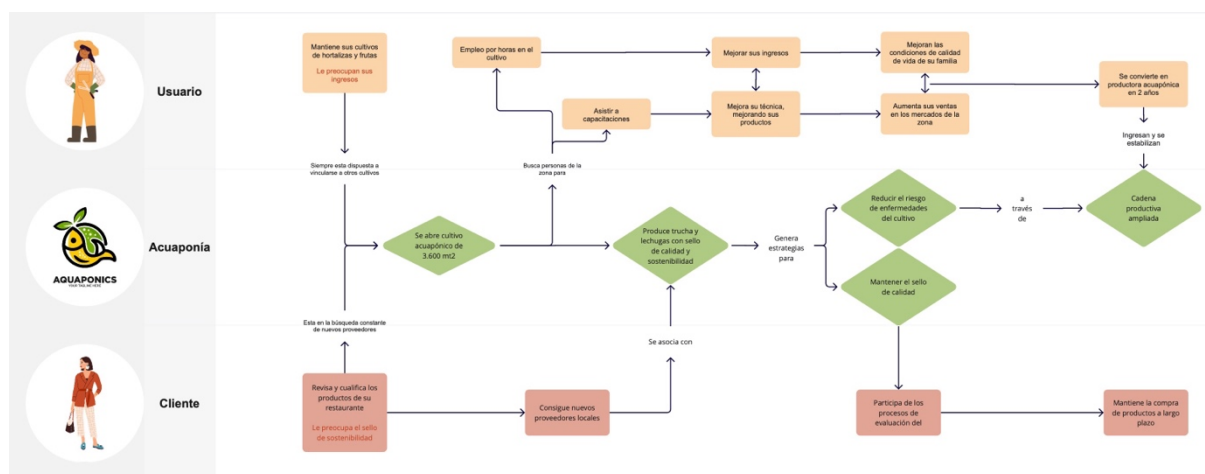 Usuario
Mantiene sus cultivos
de hortalizas y frutas
Le preocupan sus
ingresos
Empleo por horas en el
cultivo
Mejorar sus ingresos
Mejoran las
condiciones de calidad
de vida de su familia
Asistir a
capacitaciones
Mejora su técnica,
mejorando sus
productos
Aumenta sus ventas
en los mercados de la
zona
Se convierte en
productora acuapónica
en 2 años
Siempre esta dispuesta a
vincularse a otros cultivos
Busca personas de la
zona para
Ingresan y se
estabilizan
Acuaponía
AQUAPONICS
YOUR TAGLINE HERE
Se abre cultivo
acuapónico de
3.600 mt2
Produce trucha y
lechugas con sello
de calidad y
sostenibilidad
Genera
estrategias
para
Reducir el riesgo
de enfermedades
del cultivo
a
través
de
Cadena
productiva
ampliada
Mantener el sello
de calidad
Esta en la búsqueda constante
de nuevos proveedores
Se asocia con
Cliente
Revisa y cualifica los
productos de su
restaurante
Le preocupa el sello
de sostenibilidad
Consigue nuevos
proveedores locales
Participa de los
procesos de
evaluación del
Mantiene la compra
de productos a largo
plazo